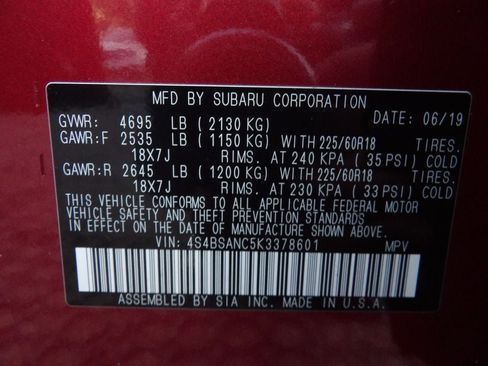 MFD BY SUBARU CORPORATION DATE: 06/19
GVWR: 4695 LB ( 2130 KG)
GAWR:F 2535 LB ( 1150 KG) WITH 225/60R18 TIRES.
18X7J RIMS. AT 240 KPA ( 35 PSI) COLD
GAWR:R 2645 LB ( 1200 KG) WITH 225/60R18 TIRES.
18X7J RIMS. AT 230 KPA ( 33 PSI) COLD
THIS VEHICLE CONFORMS TO ALL APPLICABLE FEDERAL MOTOR
VEHICLE SAFETY AND THEFT PREVENTION STANDARDS
IN EFFECT ON THE DATE OF MANUFACTURE SHOWN ABOVE.
VIN: 4S4BSANC5K3378601 MPV
ASSEMBLED BY SIA INC. MADE IN U.S.A.